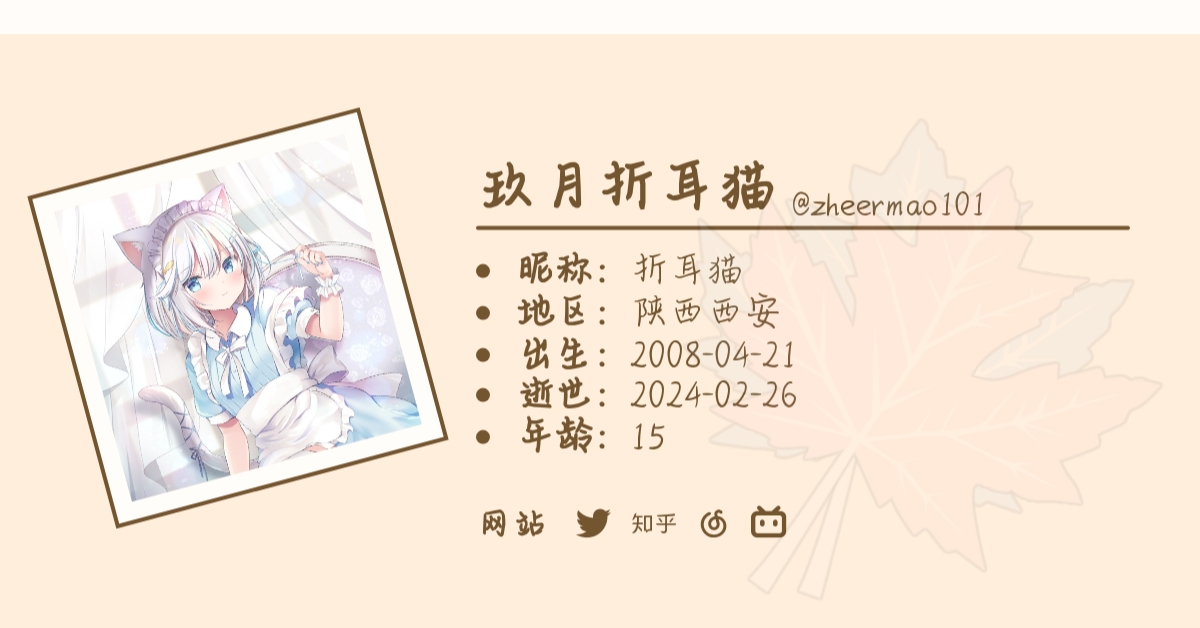 玖月折耳猫 @zheermao101
昵称：折耳猫
地区：陕西西安
出生：2008-04-21
逝世：2024-02-26
年龄：15
网站 知乎